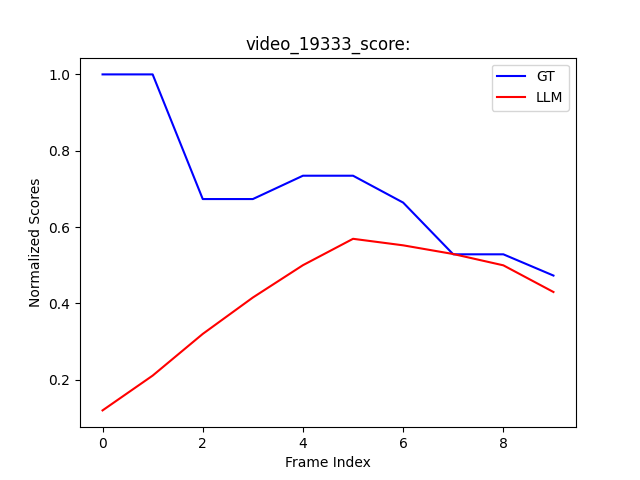 video_19333_score:
GT
LLM
Normalized Scores
1.0
0.8
0.6
0.4
0.2
0 2 4 6 8
Frame Index